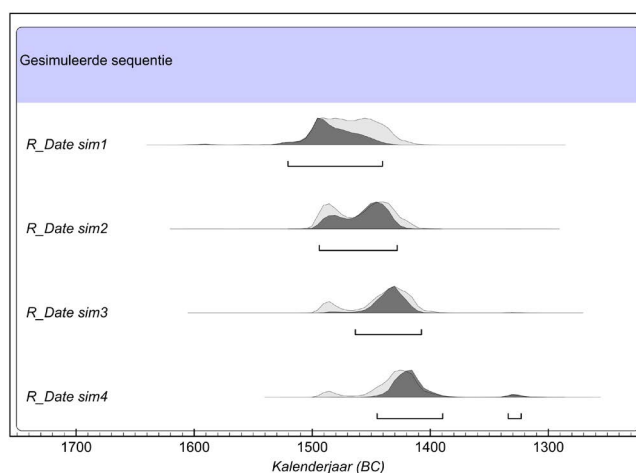 Gesimuleerde sequentie
R_Date sim1
R_Date sim2
R_Date sim3
R_Date sim4
1700 1600 1500 1400 1300
Kalenderjaar (BC)